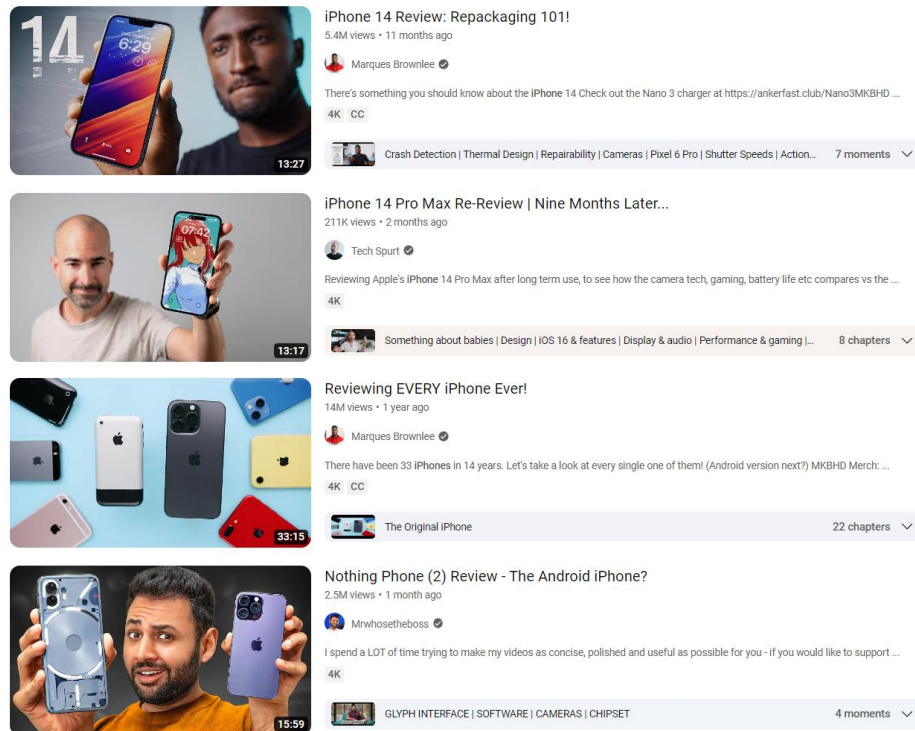 14
6:29
13:27
iPhone 14 Review: Repackaging 101!
5.4M views • 11 months ago
Marques Brownlee
There's something you should know about the iPhone 14 Check out the Nano 3 charger at https://ankerfast.club/Nano3MKBHD ...
4K CC
Crash Detection | Thermal Design | Repairability | Cameras | Pixel 6 Pro | Shutter Speeds | Action... 7 moments
07:42
13:17
iPhone 14 Pro Max Re-Review | Nine Months Later...
211K views • 2 months ago
Tech Spurt
Reviewing Apple's iPhone 14 Pro Max after long term use, to see how the camera tech, gaming, battery life etc compares vs the ...
4K
Something about babies | Design | iOS 16 & features | Display & audio | Performance & gaming |... 8 chapters
33:15
Reviewing EVERY iPhone Ever!
14M views • 1 year ago
Marques Brownlee
There have been 33 iPhones in 14 years. Let's take a look at every single one of them! (Android version next?) MKBHD Merch: ...
4K CC
The Original iPhone 22 chapters
15:59
Nothing Phone (2) Review - The Android iPhone?
2.5M views • 1 month ago
Mrwhosetheboss
I spend a LOT of time trying to make my videos as concise, polished and useful as possible for you - if you would like to support ...
4K
GLYPH INTERFACE | SOFTWARE | CAMERAS | CHIPSET 4 moments